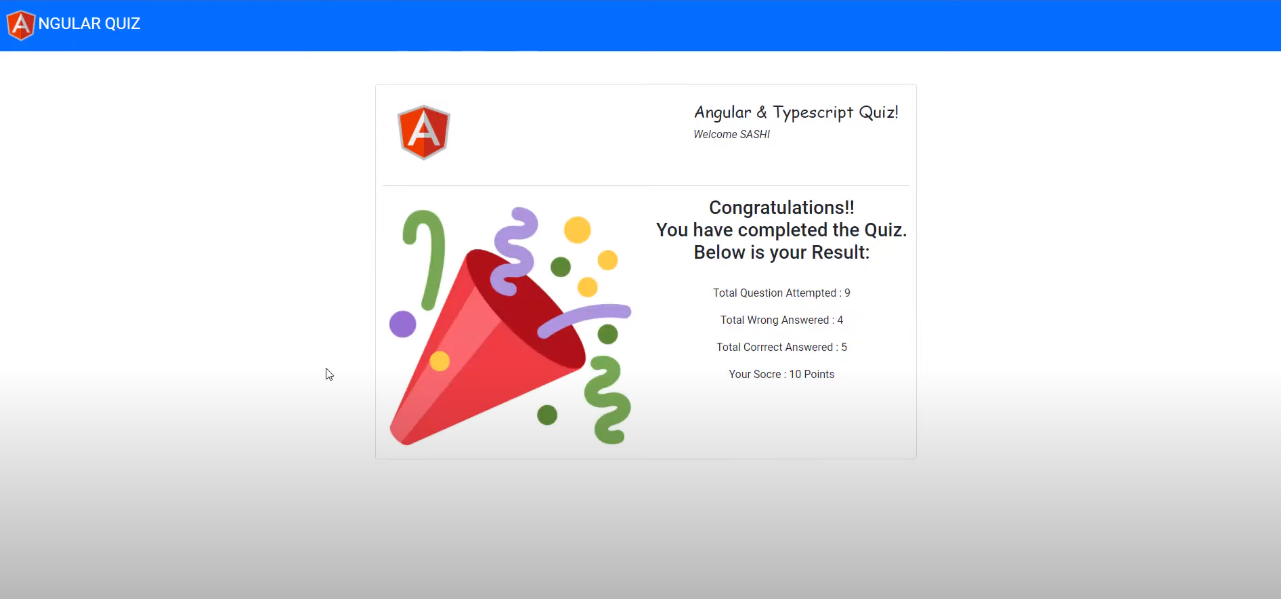 NGULAR QUIZ
Angular & Typescript Quiz!
Welcome SASHI
Congratulations!!
You have completed the Quiz.
Below is your Result:
Total Question Attempted : 9
Total Wrong Answered : 4
Total Corrrect Answered : 5
Your Socre : 10 Points